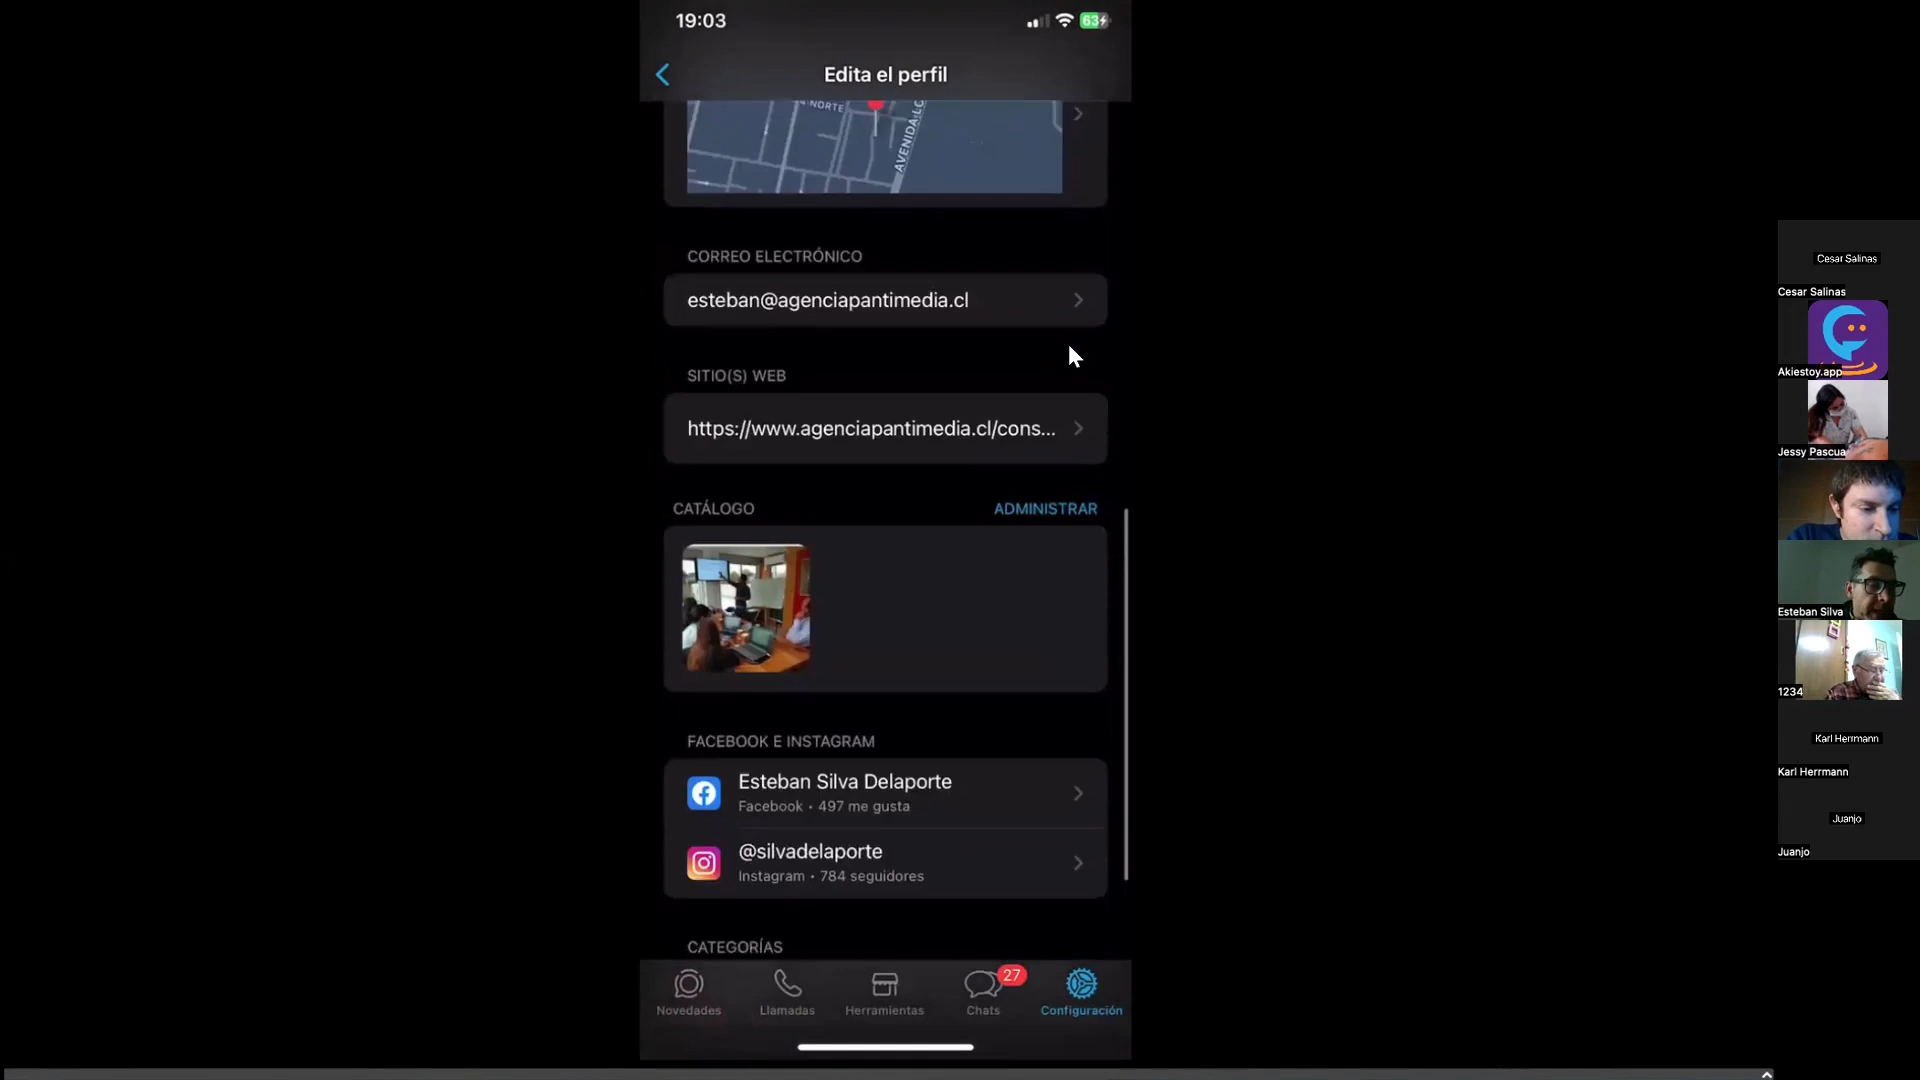 19:03
63
Edita el perfil
NORTE
AVENIDA LO
CORREO ELECTRÓNICO
esteban@agenciapantimedia.cl
SITIO(S) WEB
https://www.agenciapantimedia.cl/cons...
CATÁLOGO
ADMINISTRAR
FACEBOOK E INSTAGRAM
Esteban Silva Delaporte
Facebook • 497 me gusta
@silvadelaporte
Instagram • 784 seguidores
CATEGORÍAS
27
Novedades
Llamadas
Herramientas
Chats
Configuración
Cesar Salinas
Cesar Salinas
Akiestoy.app
Jessy Pascua
Esteban Silva
1234
Karl Herrmann
Karl Herrmann
Juanjo
Juanjo